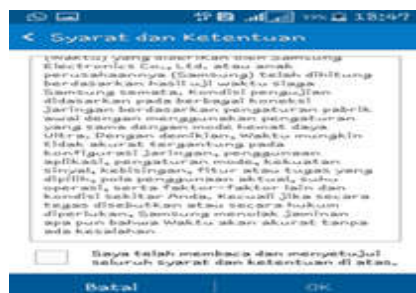 18:47
< Syarat dan Ketentuan
(Waktu) yang diberikan oleh Samsung
Electronics Co., Ltd. atau anak
perusahaannya (Samsung) telah dihitung
berdasarkan hasil uji waktu siaga
Samsung semata. Kondisi pengujian
didasarkan pada berbagai koneksi
jaringan berdasarkan pengaturan pabrik
awal dengan menggunakan pengaturan
yang sama dengan mode hemat daya
Ultra. Dengan demikian, Waktu mungkin
tidak akurat tergantung pada
konfigurasi jaringan, penggunaan
aplikasi, pengaturan mode, kekuatan
sinyal, kebisingan, fitur atau tugas yang
dipilih, pola penggunaan aktual, suhu
operasi, serta faktor-faktor lain dan
kondisi sekitar Anda. Kecuali jika secara
tegas disebutkan atau secara hukum
diperlukan, Samsung menolak jaminan
apa pun bahwa Waktu akan akurat tanpa
ada kesalahan
Saya telah membaca dan menyetujui
seluruh syarat dan ketentuan di atas.
Batal
OK